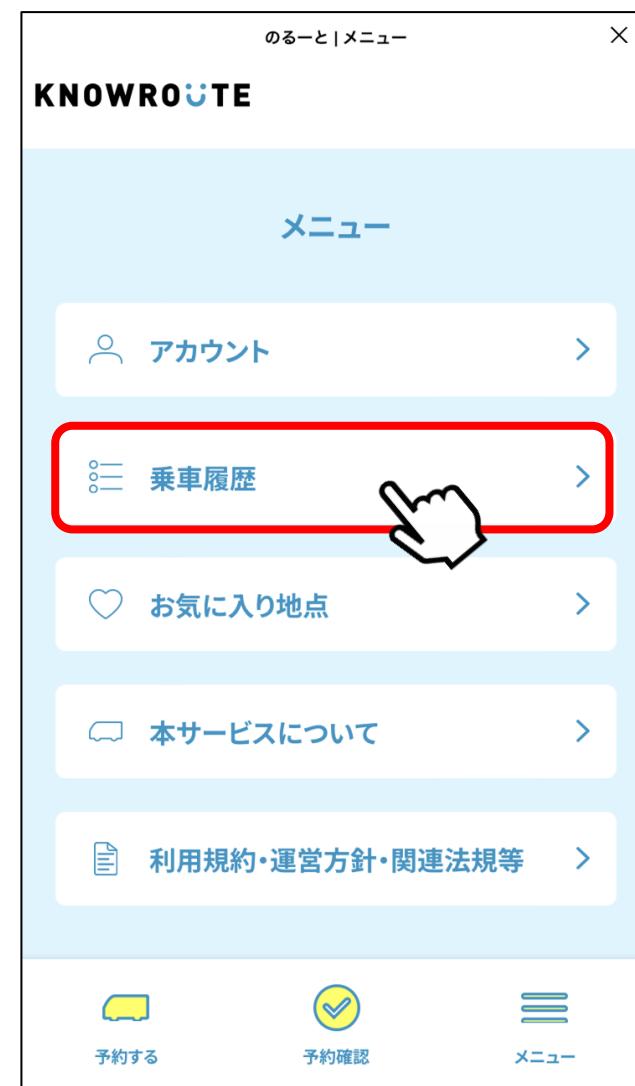 のるーと | メニュー
KNOWROUTE
メニュー
アカウント
乗車履歴
お気に入り地点
本サービスについて
利用規約・運営方針・関連法規等
予約する
予約確認
メニュー